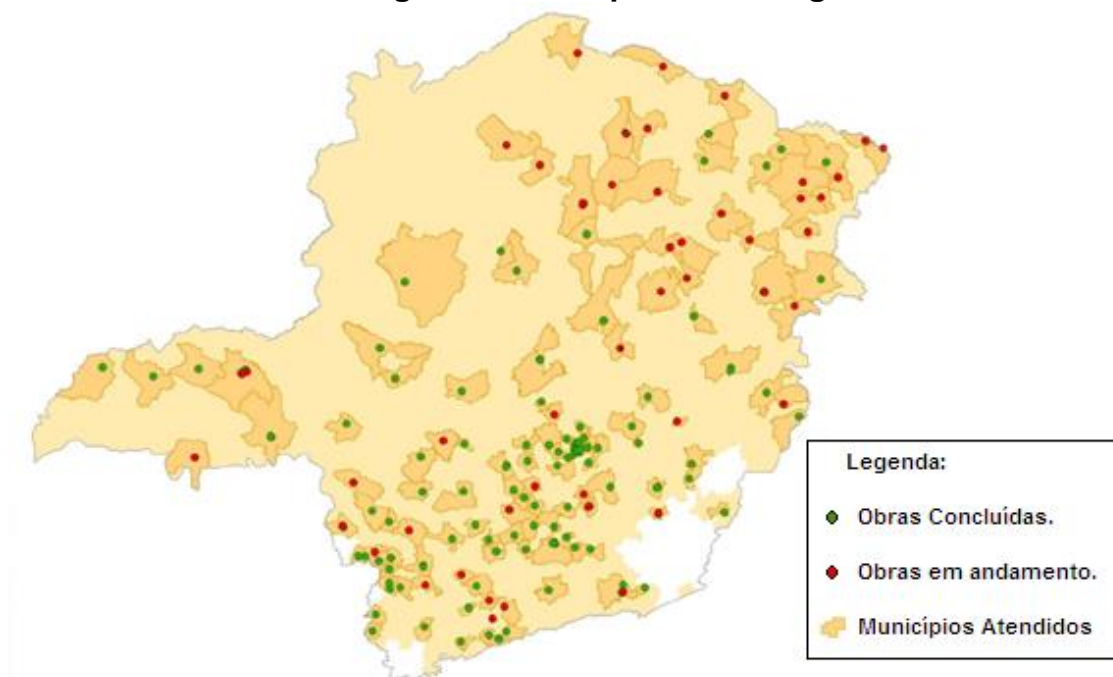 Legenda:
Obras Concluídas.
Obras em andamento.
Municípios Atendidos